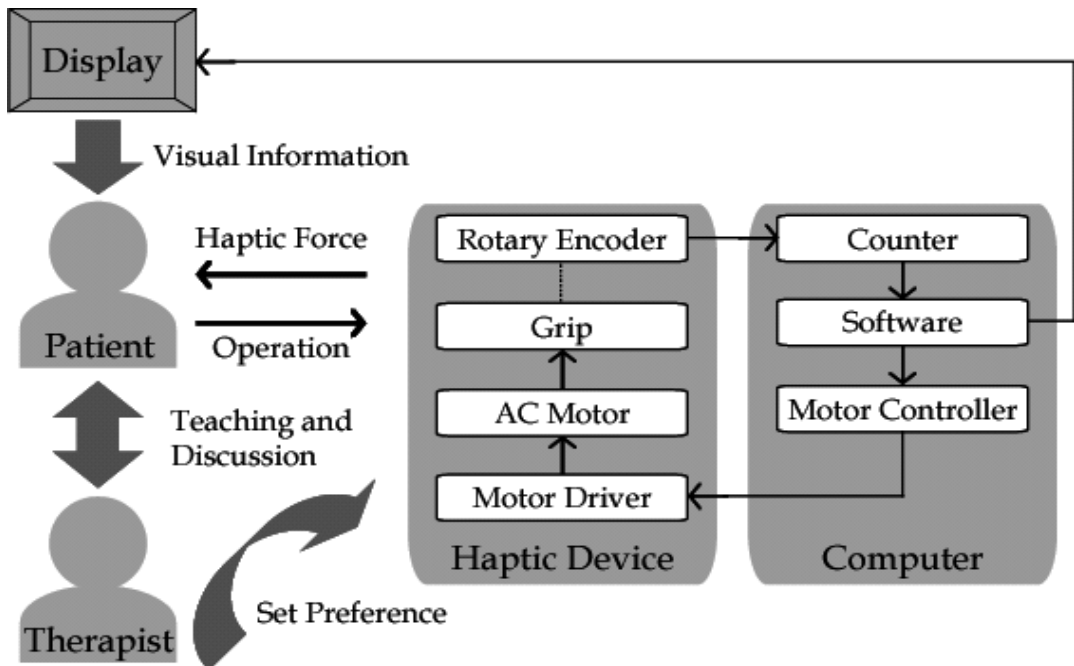 Display
Visual Information
Haptic Force
Operation
Patient
Teaching and
Discussion
Therapist
Set Preference
Rotary Encoder
Grip
AC Motor
Motor Driver
Haptic Device
Counter
Software
Motor Controller
Computer